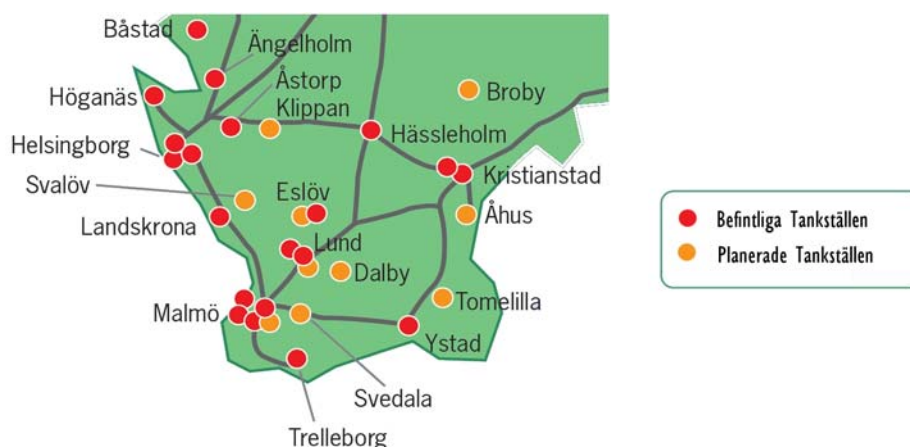 Båstad
Ängelholm
Åstorp
Klippan
Broby
Höganäs
Hässleholm
Helsingborg
Kristianstad
Svalöv
Eslöv
Åhus
Landskrona
Lund
Dalby
Tomelilla
Malmö
Ystad
Svedala
Trelleborg
Befintliga Tankställen
Planerade Tankställen